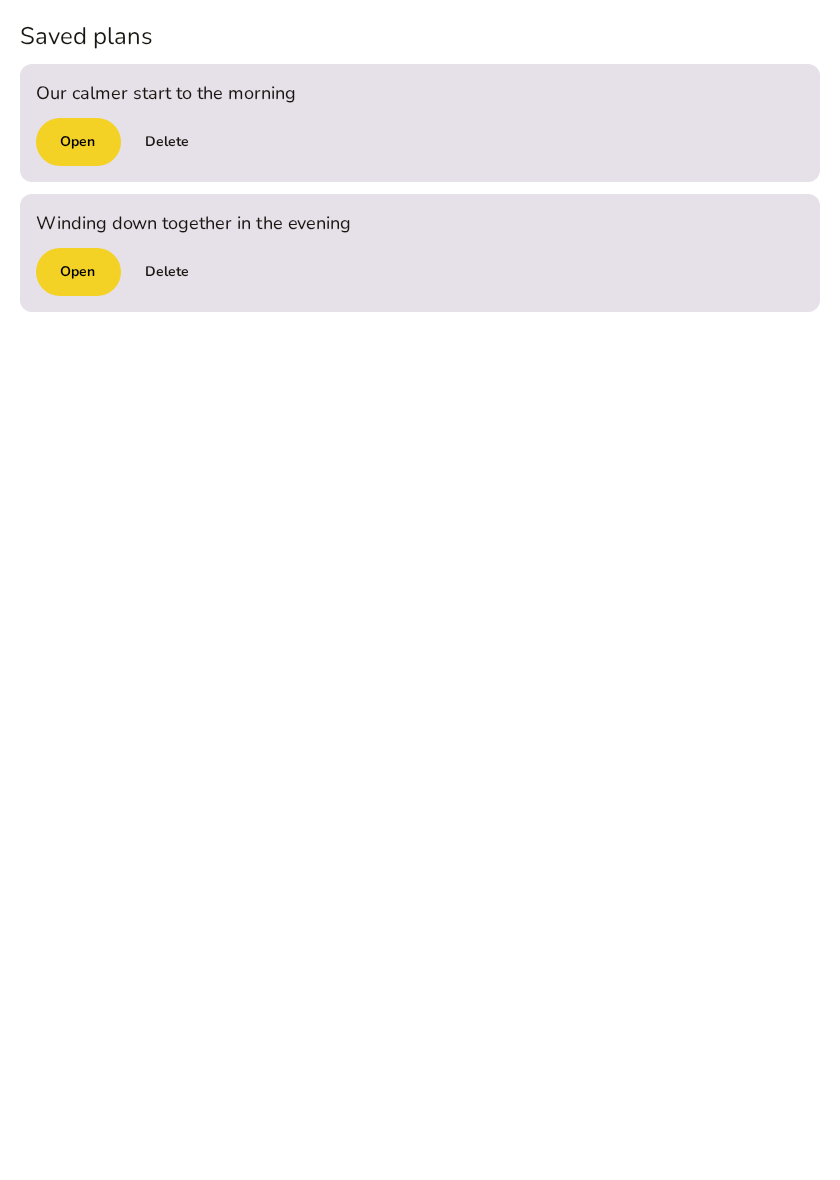 Saved plans
Our calmer start to the morning
Open Delete
Winding down together in the evening
Open Delete